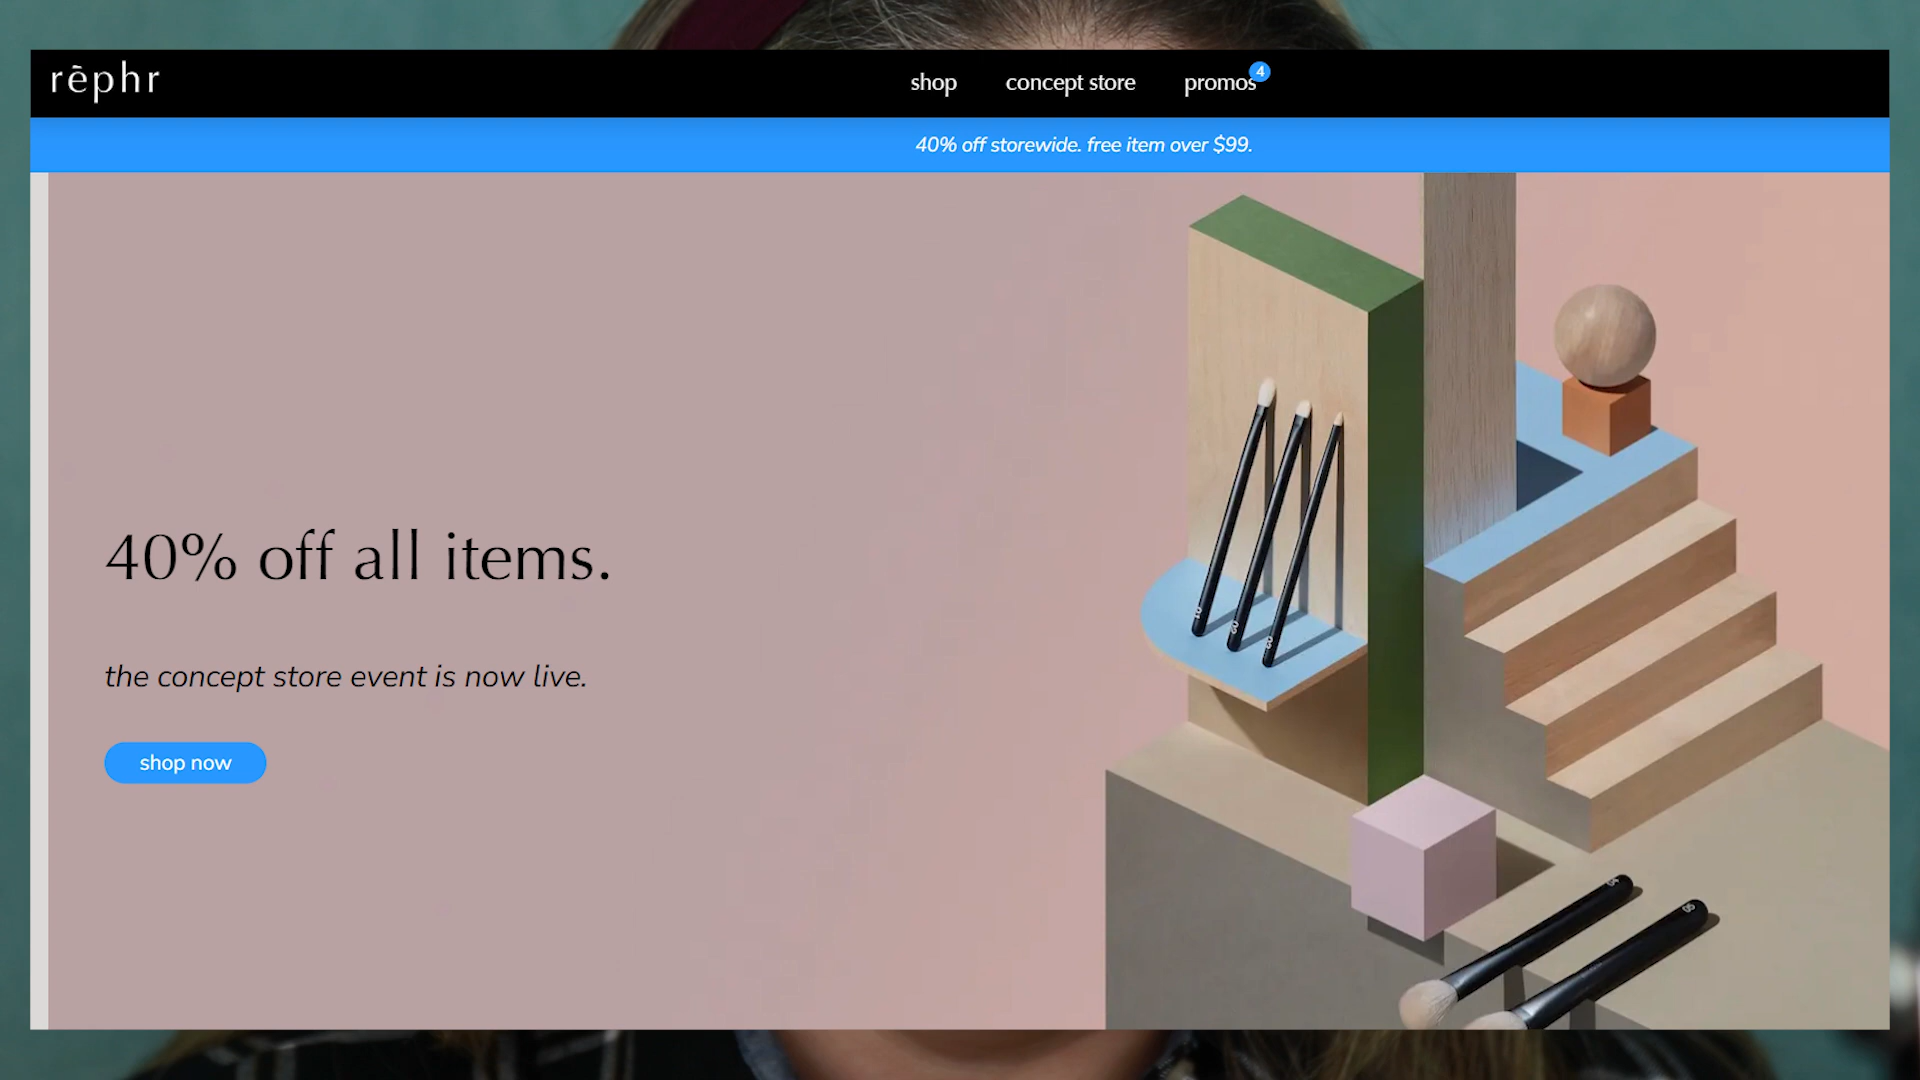 rēphr
shop
concept store
promos
4
40% off storewide. free item over $99.
40% off all items.
the concept store event is now live.
shop now